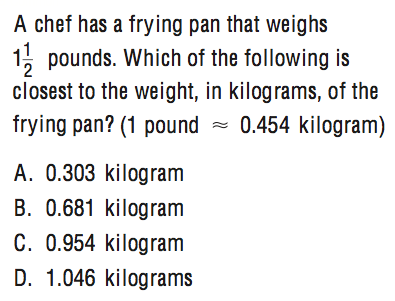 A chef has a frying pan that weighs
1 1/2 pounds. Which of the following is
closest to the weight, in kilograms, of the
frying pan? (1 pound ≈ 0.454 kilogram)
A. 0.303 kilogram
B. 0.681 kilogram
C. 0.954 kilogram
D. 1.046 kilograms